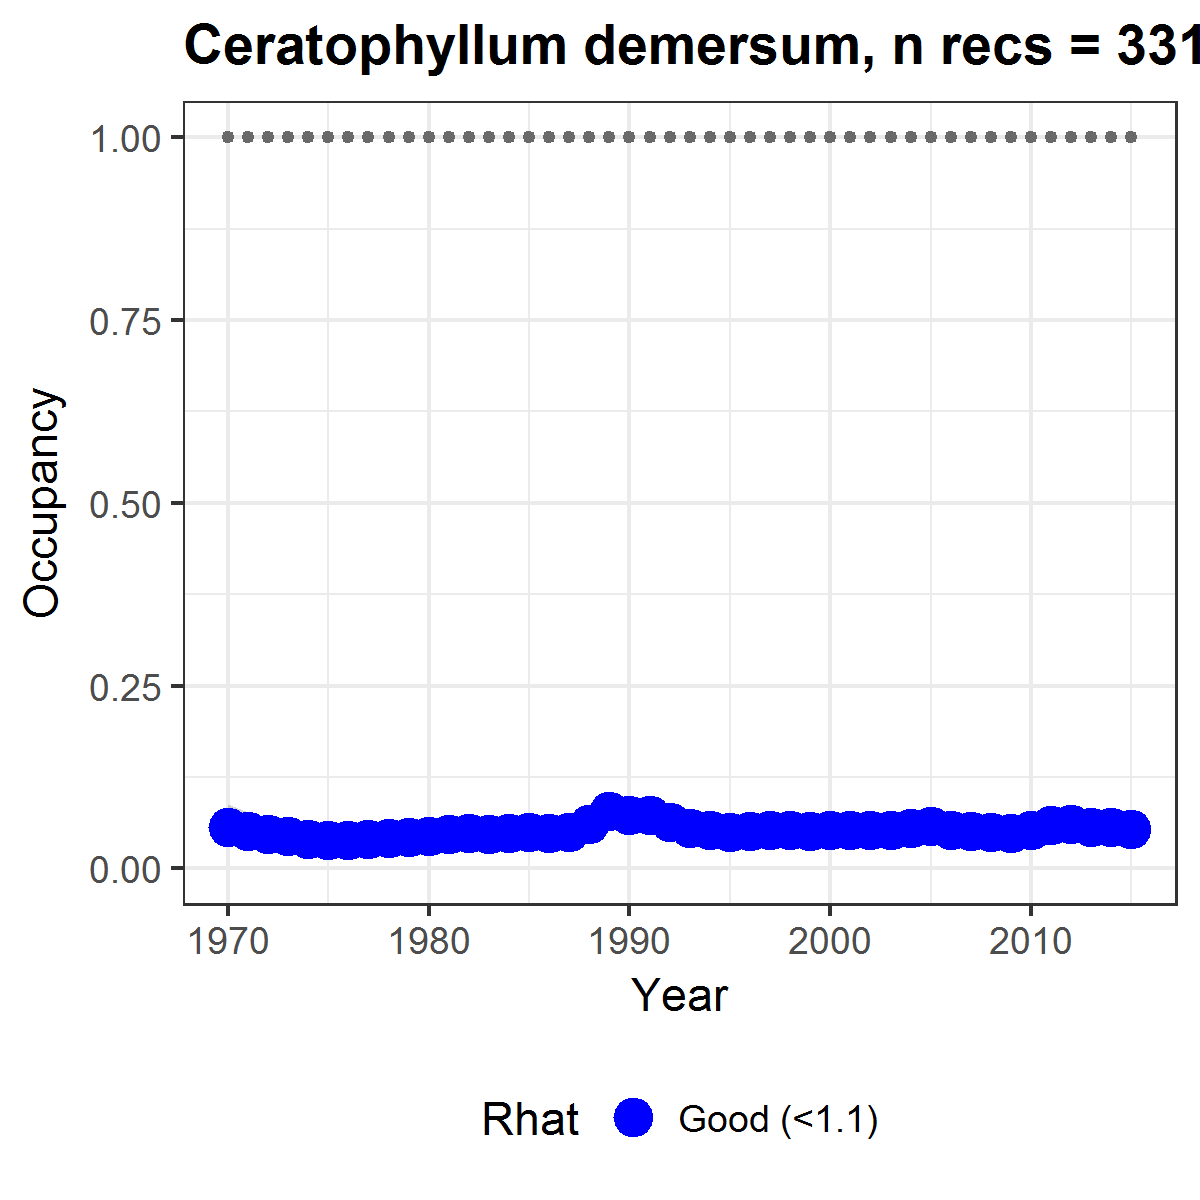 Ceratophyllum demersum, n recs = 331
1.00
0.75
0.50
0.25
0.00
Occupancy
1970 1980 1990 2000 2010
Year
Rhat Good (<1.1)